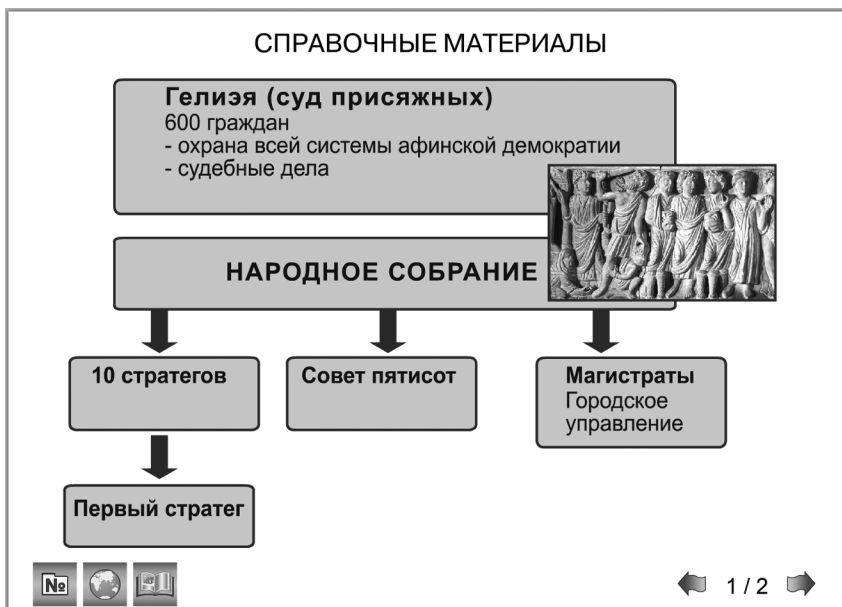 СПРАВОЧНЫЕ МАТЕРИАЛЫ
Гелиэя (суд присяжных)
600 граждан
- охрана всей системы афинской демократии
- судебные дела
НАРОДНОЕ СОБРАНИЕ
10 стратегов
Совет пятисот
Магистраты
Городское
управление
Первый стратег
№
1 / 2